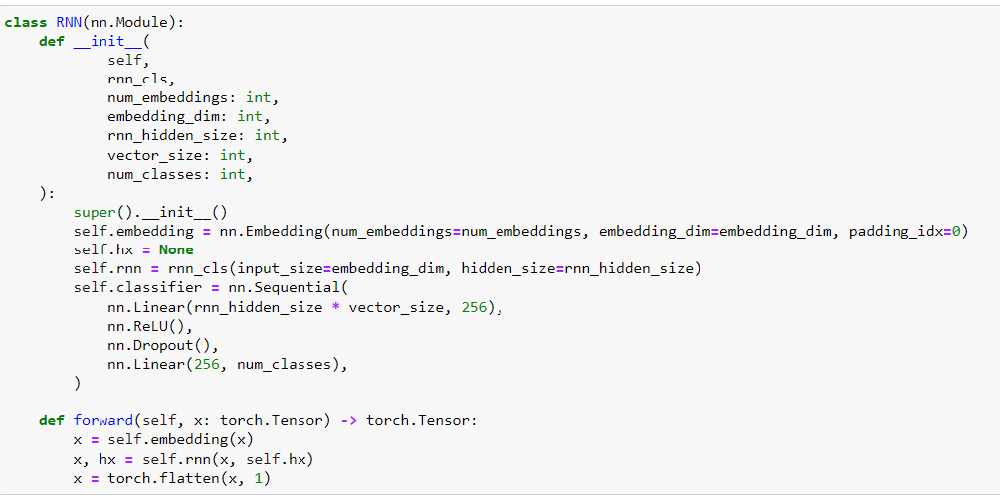 class RNN(nn.Module):
    def __init__(
            self,
            rnn_cls,
            num_embeddings: int,
            embedding_dim: int,
            rnn_hidden_size: int,
            vector_size: int,
            num_classes: int,
    ):
        super().__init__()
        self.embedding = nn.Embedding(num_embeddings=num_embeddings, embedding_dim=embedding_dim, padding_idx=0)
        self.hx = None
        self.rnn = rnn_cls(input_size=embedding_dim, hidden_size=rnn_hidden_size)
        self.classifier = nn.Sequential(
            nn.Linear(rnn_hidden_size * vector_size, 256),
            nn.ReLU(),
            nn.Dropout(),
            nn.Linear(256, num_classes),
        )
    def forward(self, x: torch.Tensor) -> torch.Tensor:
        x = self.embedding(x)
        x, hx = self.rnn(x, self.hx)
        x = torch.flatten(x, 1)